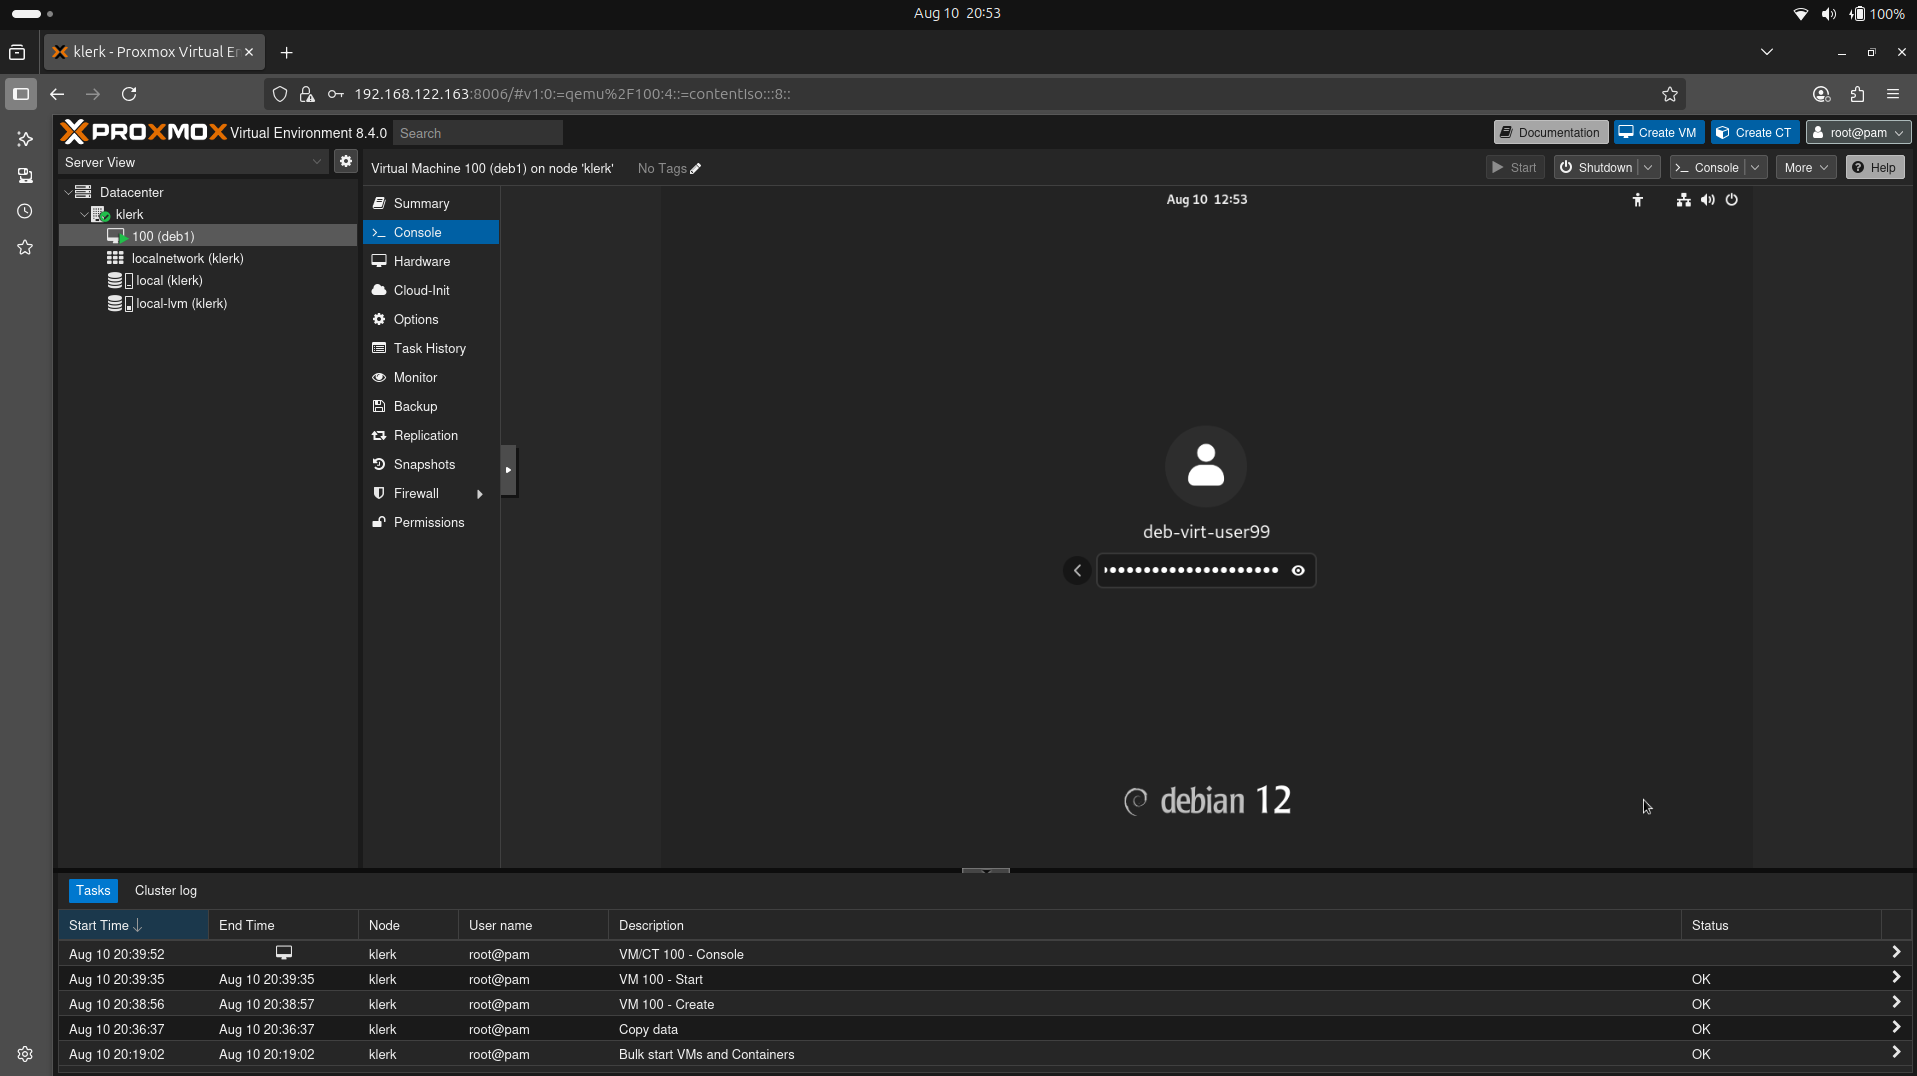 Aug 10 20:53
100%
klerk - Proxmox Virtual En
192.168.122.163:8006/#v1:0:=qemu%2F100:4::=contentIso:::8::
PROXMOX Virtual Environment 8.4.0
Search
Documentation
Create VM
Create CT
root@pam
Server View
Virtual Machine 100 (deb1) on node 'klerk'
No Tags
Start
Shutdown
Console
More
Help
Datacenter
klerk
100 (deb1)
localnetwork (klerk)
local (klerk)
local-lvm (klerk)
Summary
Console
Hardware
Cloud-Init
Options
Task History
Monitor
Backup
Replication
Snapshots
Firewall
Permissions
Aug 10 12:53
deb-virt-user99
debian 12
Tasks
Cluster log
Start Time End Time Node User name Description Status
Aug 10 20:39:52 klerk root@pam VM/CT 100 - Console
Aug 10 20:39:35 Aug 10 20:39:35 klerk root@pam VM 100 - Start OK
Aug 10 20:38:56 Aug 10 20:38:57 klerk root@pam VM 100 - Create OK
Aug 10 20:36:37 Aug 10 20:36:37 klerk root@pam Copy data OK
Aug 10 20:19:02 Aug 10 20:19:02 klerk root@pam Bulk start VMs and Containers OK